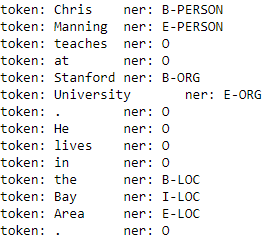 token: Chris    ner: B-PERSON
token: Manning  ner: E-PERSON
token: teaches  ner: O
token: at       ner: O
token: Stanford ner: B-ORG
token: University       ner: E-ORG
token: .        ner: O
token: He       ner: O
token: lives    ner: O
token: in       ner: O
token: the      ner: B-LOC
token: Bay      ner: I-LOC
token: Area     ner: E-LOC
token: .        ner: O